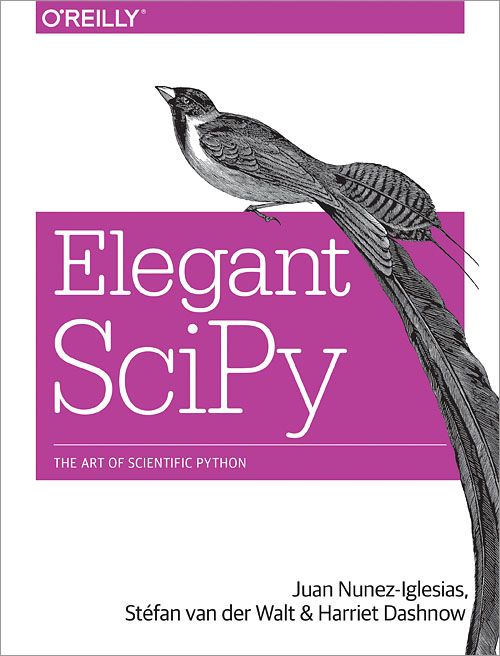 O'REILLY®
Elegant
SciPy
THE ART OF SCIENTIFIC PYTHON
Juan Nunez-Iglesias,
Stéfan van der Walt & Harriet Dashnow